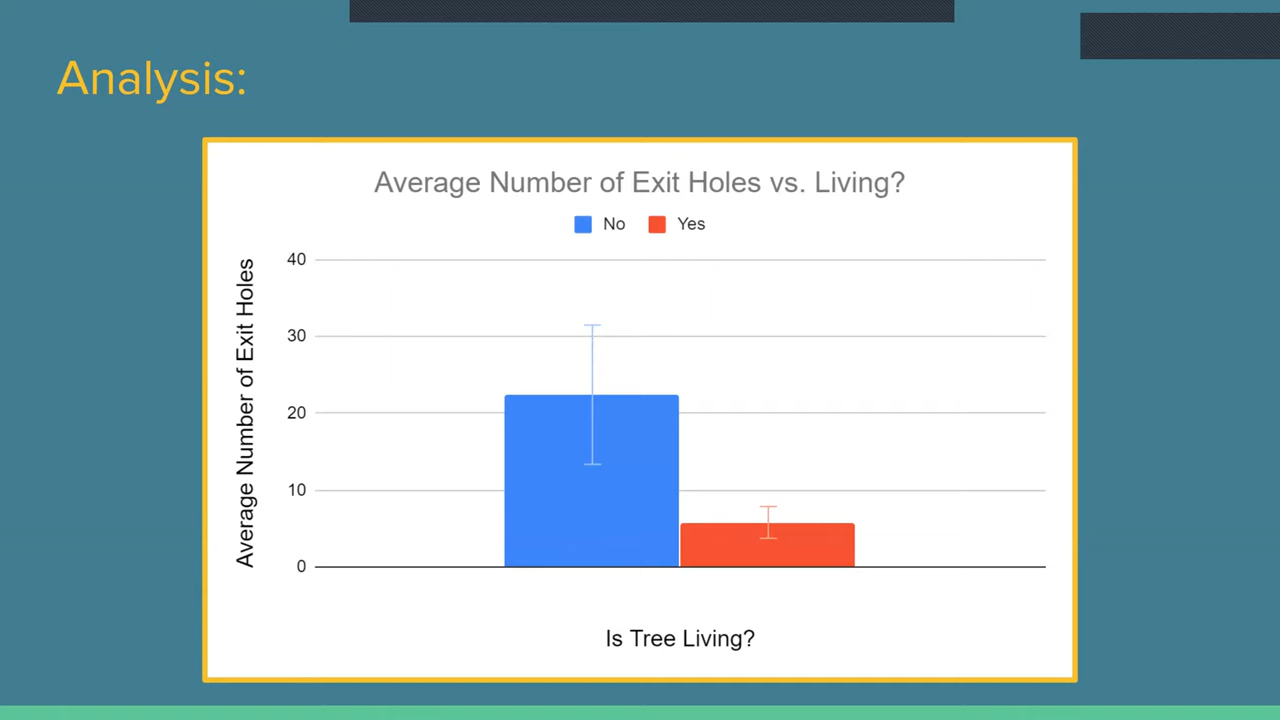 Analysis:
Average Number of Exit Holes vs. Living?
No Yes
Average Number of Exit Holes
40
30
20
10
0
Is Tree Living?